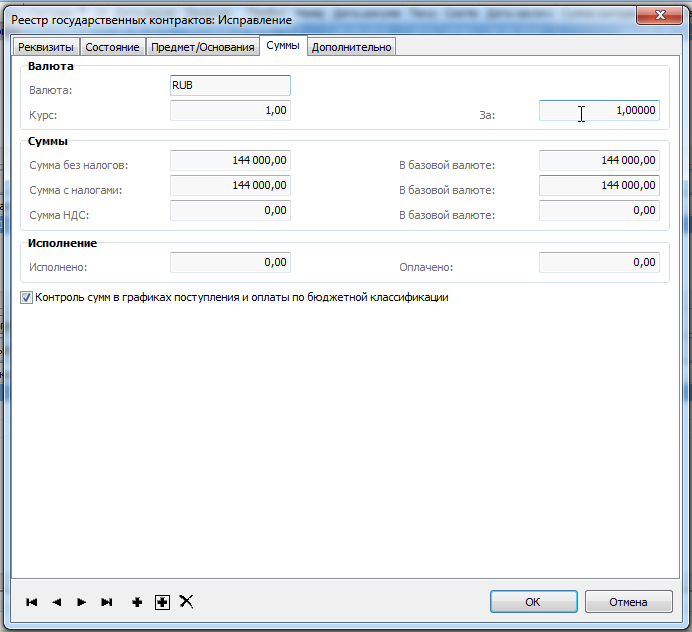 Реестр государственных контрактов: Исправление
Реквизиты Состояние Предмет/Основания Суммы Дополнительно
Валюта
Валюта: RUB
Курс: 1,00 За: 1,00000
Суммы
Сумма без налогов: 144 000,00 В базовой валюте: 144 000,00
Сумма с налогами: 144 000,00 В базовой валюте: 144 000,00
Сумма НДС: 0,00 В базовой валюте: 0,00
Исполнение
Исполнено: 0,00 Оплачено: 0,00
Контроль сумм в графиках поступления и оплаты по бюджетной классификации
ОК Отмена